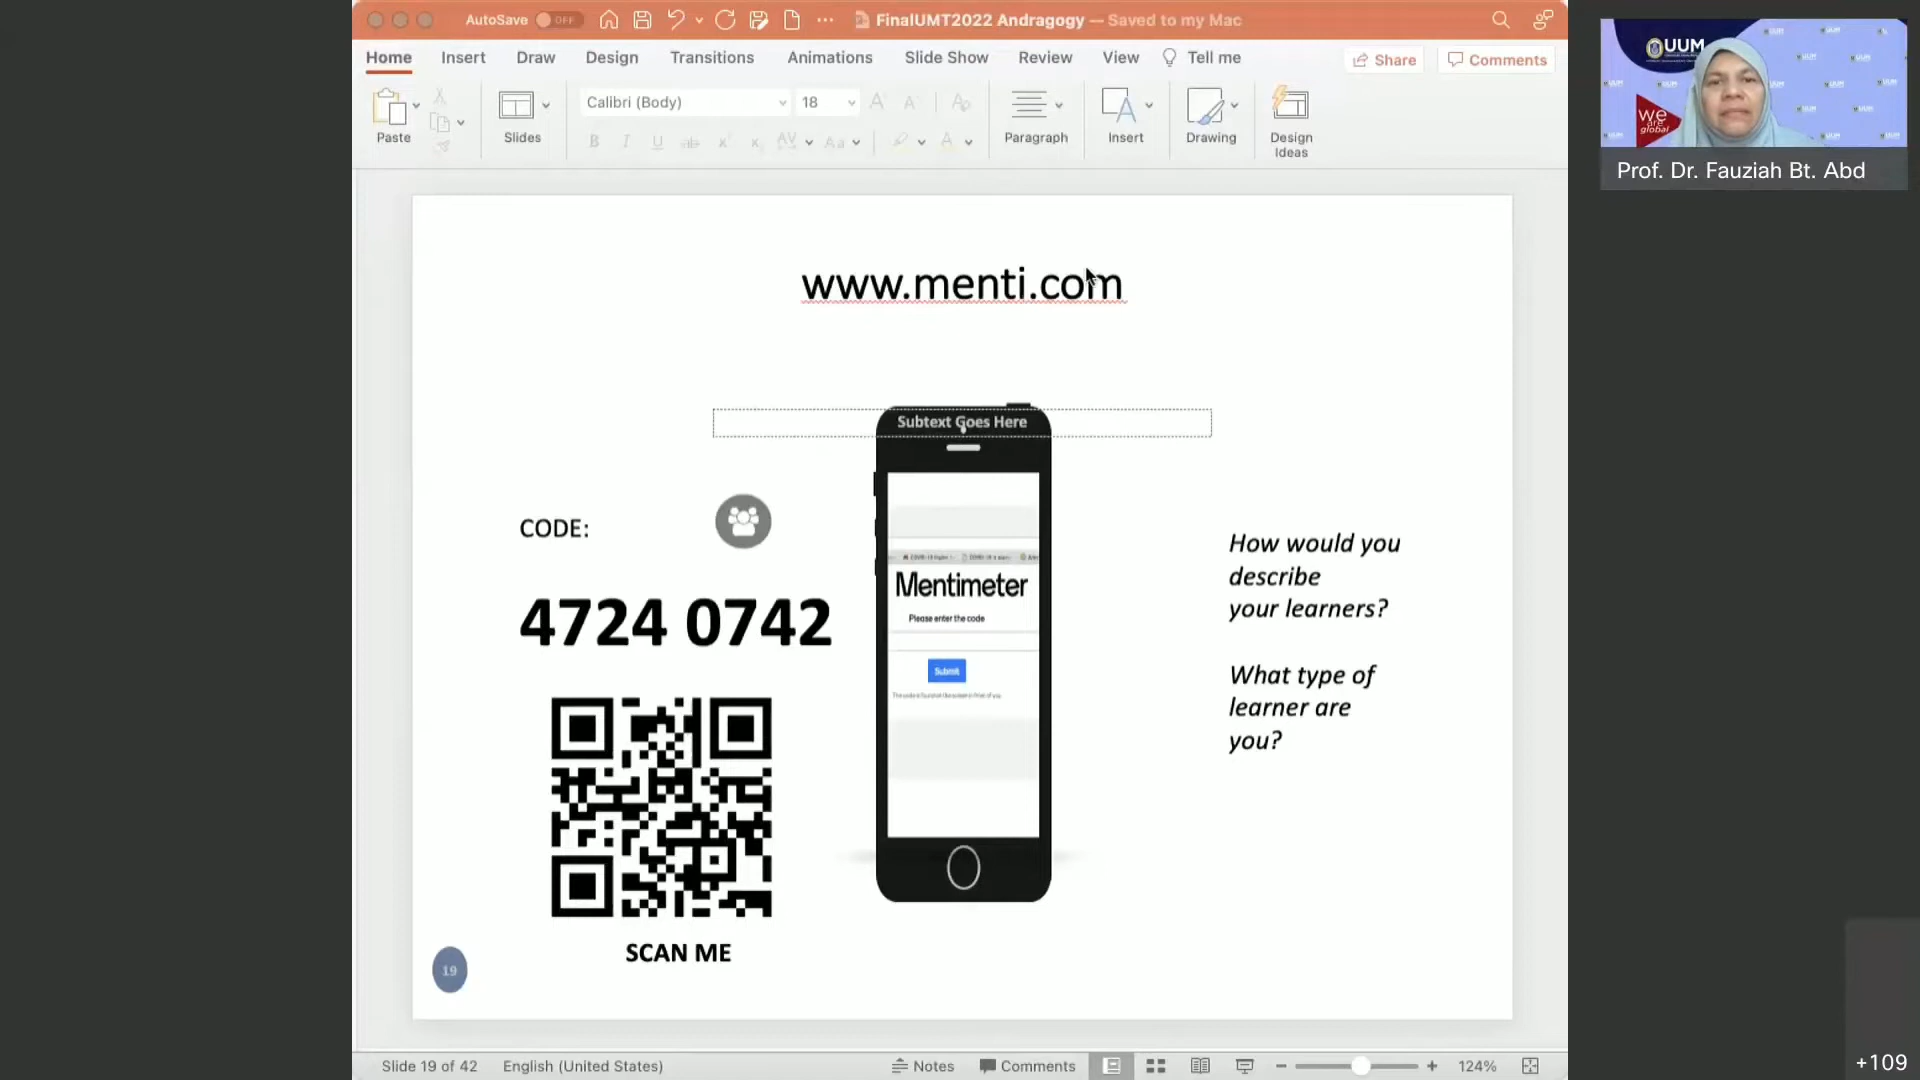 AutoSave OFF FinalUMT2022 Andragogy — Saved to my Mac
Home Insert Draw Design Transitions Animations Slide Show Review View Tell me Share Comments
Calibri (Body) 18
Paste Slides Paragraph Insert Drawing Design Ideas
UUM
we are global
Prof. Dr. Fauziah Bt. Abd
www.menti.com
Subtext Goes Here
CODE:
4724 0742
SCAN ME
Mentimeter
Please enter the code
Submit
How would you
describe
your learners?
What type of
learner are
you?
19
Slide 19 of 42 English (United States) Notes Comments 124%
+109